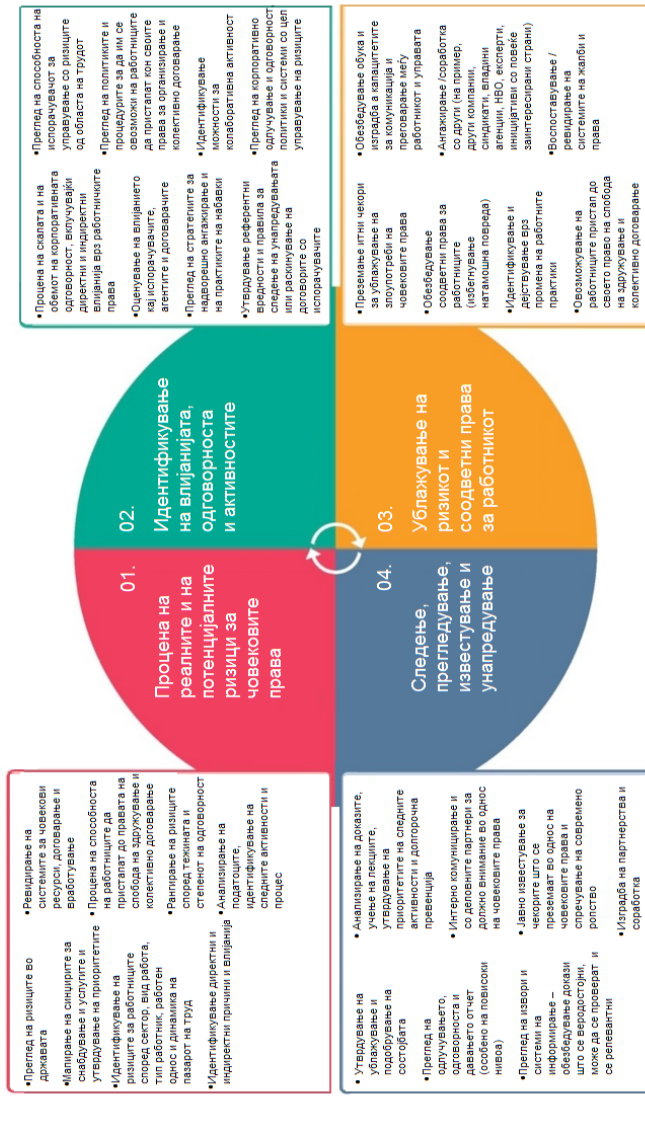 •Преглед на ризиците во
државата
•Мапирање на синџирите за
снабдување и услугите и
утврдување на приоритетите
•Идентификување на
ризиците за работниците
според сектор, вид работа,
тип работник, работен
однос и динамика на
пазарот на труд
•Идентификување директни и
индиректни причини и влијанија
•Ревидирање на
системите за човекови
ресурси, договарање и
вработување
•Процена на способноста
на работниците да
пристапат до правата на
слобода на здружување и
колективно договарање
•Рангирање на ризиците
според тежината и
степенот на одговорност
•Анализирање на
податоците,
идентификување на
следните активности и
процес
01.
Процена на
реалните и на
потенцијалните
ризици за
човековите
права
02.
Идентификување
на влијанијата,
одговорноста
и активностите
•Процена на скалата и на
обемот на корпоративната
одговорност, вклучувајќи
директни и индиректни
влијанија врз работничките
права
•Оценување на влијанието
кај испорачувачите,
агентите и договарачите
•Преглед на стратегиите за
надворешно ангажирање и
на практиките на набавки
•Утврдување референтни
вредности и правила за
следење на унапредувањата
или раскинување на
договорите со
испорачувачите
•Преглед на способноста на
испорачувачот за
управување со ризиците
од областа на трудот
•Преглед на политиките и
процедурите за да им се
овозможи на работниците
да пристапат кон своите
права за организирање и
колективно договарање
•Идентификување
можности за
колаборативна активност
•Преглед на корпоративно
одлучување и одговорност,
политики и системи со цел
управување на ризиците
• Утврдување на
ублажување и
подобрување на
состојбата
•Преглед на
одлучувањето,
одговорноста и
давањето отчет
(особено на повисоки
нивоа)
•Преглед на извори и
системи на
информирање –
обезбедување докази
што се веродостојни,
може да се проверат и
се релевантни
• Анализирање на доказите,
учење на лекциите,
утврдување на
приоритетите на следните
активности и долгорочна
превенција
• Интерно комуницирање и
со деловните партнери за
должно внимание во однос
на човековите права
• Јавно известување за
чекорите што се
преземаат во однос на
човековите права и
спречување на современо
ропство
•Изградба на партнерства и
соработка
04.
Следење,
прегледување,
известување и
унапредување
03.
Ублажување на
ризикот и
соодветни права
за работникот
•Преземање итни чекори
за ублажување на
злоупотреби на
човековите права
•Обезбедување
соодветни права за
работниците
(избегнување
натамошна повреда)
•Идентификување и
дејствување врз
промена на работните
практики
•Овозможување на
работниците пристап до
своето право на слобода
на здружување и
колективно договарање
•Обезбедување обука и
изградба а капацитетите
за комуникација и
преговарање меѓу
работникот и управата
•Ангажирање /соработка
со други (на пример,
други компании,
синдикати, владини
агенции, НВО, експерти,
иницијативи со повеќе
заинтересирани страни)
•Воспоставување /
ревидирање на
системите на жалби и
права